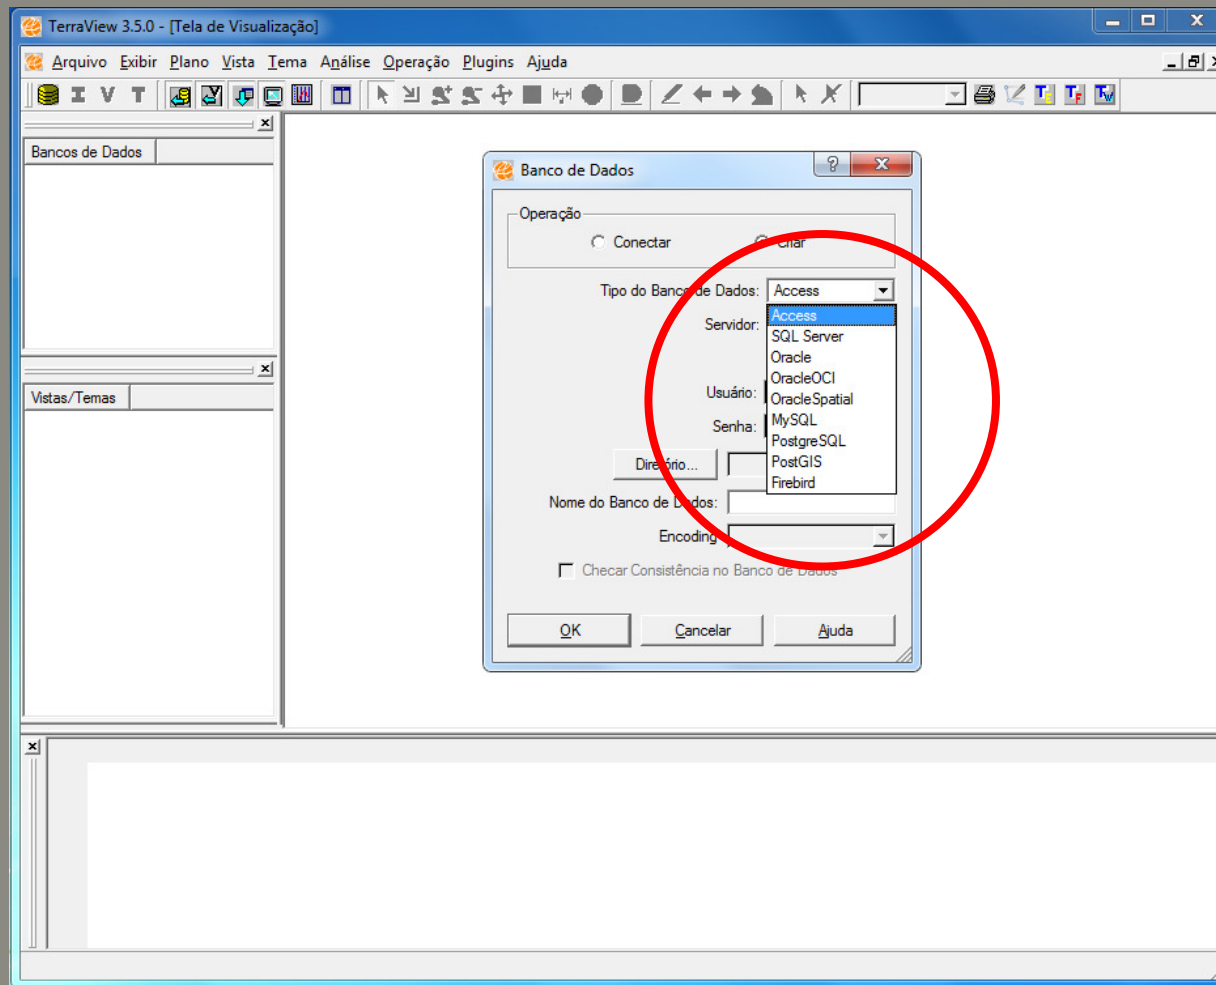 TerraView 3.5.0 - [Tela de Visualização]
Arquivo Exibir Plano Vista Tema Análise Operação Plugins Ajuda
I V T
Bancos de Dados
Vistas/Temas
Banco de Dados
Operação
Conectar Criar
Tipo do Banco de Dados: Access
Access
Servidor:
SQL Server
Oracle
OracleOCI
Usuário:
OracleSpatial
MySQL
Senha:
PostgreSQL
Diretório...
PostGIS
Firebird
Nome do Banco de Dados:
Encoding
Checar Consistência no Banco de Dados
OK Cancelar Ajuda